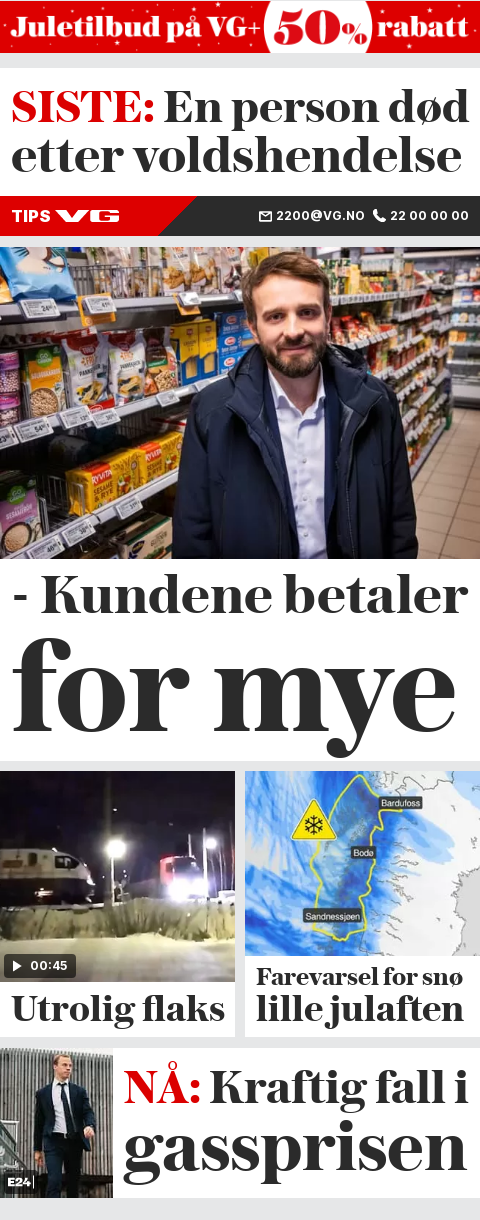 Juletilbud på VG+ 50% rabatt
SISTE: En person død
etter voldshendelse
TIPS VG 2200@VG.NO 22 00 00 00
- Kundene betaler
for mye
Bardufoss
Bodø
Sandnessjøen
00:45
Utrolig flaks
Farevarsel for snø
lille julaften
NÅ: Kraftig fall i
gassprisen
E24